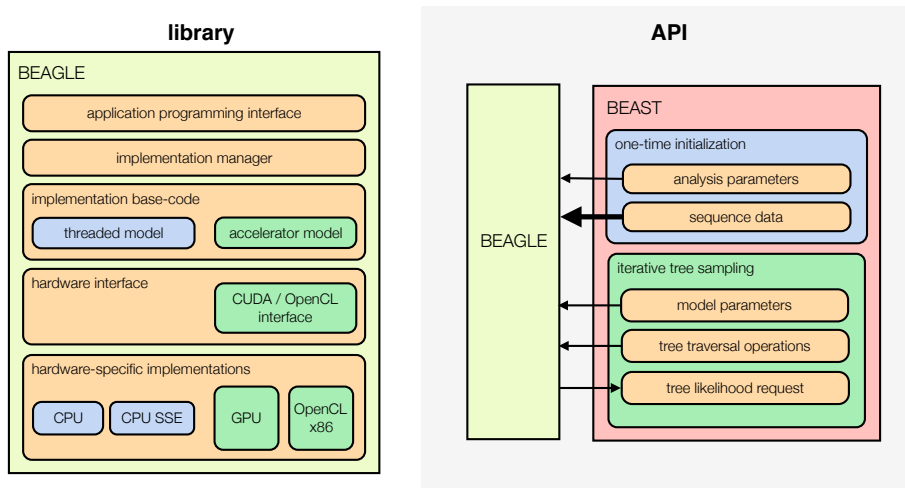 library
BEAGLE
application programming interface
implementation manager
implementation base-code
threaded model
accelerator model
hardware interface
CUDA / OpenCL
interface
hardware-specific implementations
CPU
CPU SSE
GPU
OpenCL
x86
API
BEAGLE
BEAST
one-time initialization
analysis parameters
sequence data
iterative tree sampling
model parameters
tree traversal operations
tree likelihood request